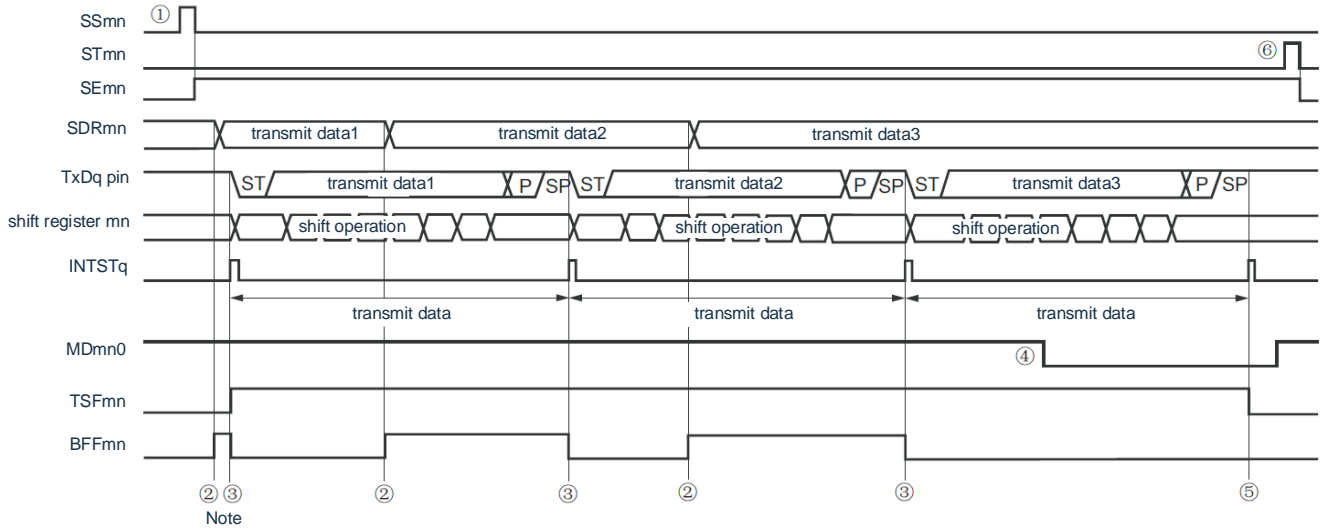 SSmn ①
STmn ⑥
SEmn
SDRmn transmit data1 transmit data2 transmit data3
TxDq pin ST transmit data1 P SP ST transmit data2 P SP ST transmit data3 P SP
shift register mn shift operation shift operation shift operation
INTSTq
transmit data transmit data transmit data
MDmn0 ④
TSFmn
BFFmn
② ③ ② ③ ② ③ ⑤
Note